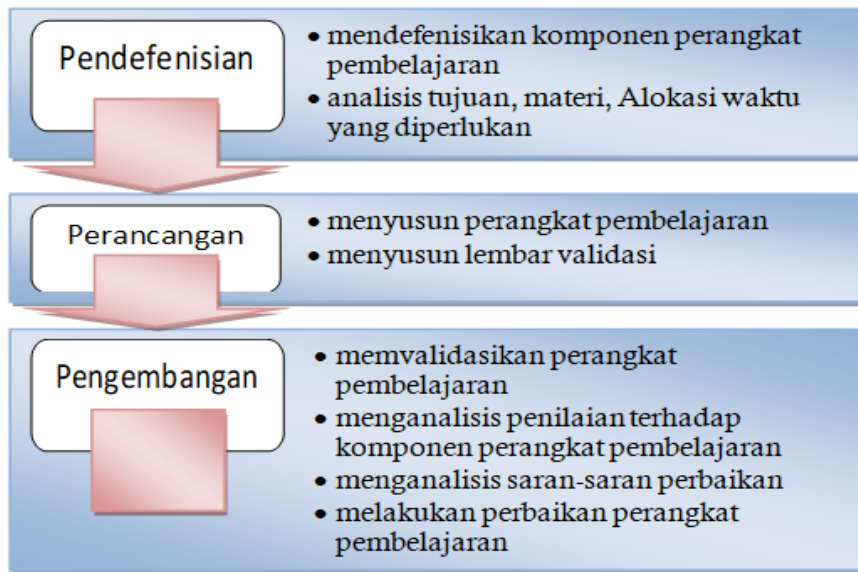 Pendefenisian
• mendefenisikan komponen perangkat
pembelajaran
• analisis tujuan, materi, Alokasi waktu
yang diperlukan
Perancangan
• menyusun perangkat pembelajaran
• menyusun lembar validasi
Pengembangan
• memvalidasikan perangkat
pembelajaran
• menganalisis penilaian terhadap
komponen perangkat pembelajaran
• menganalisis saran-saran perbaikan
• melakukan perbaikan perangkat
pembelajaran